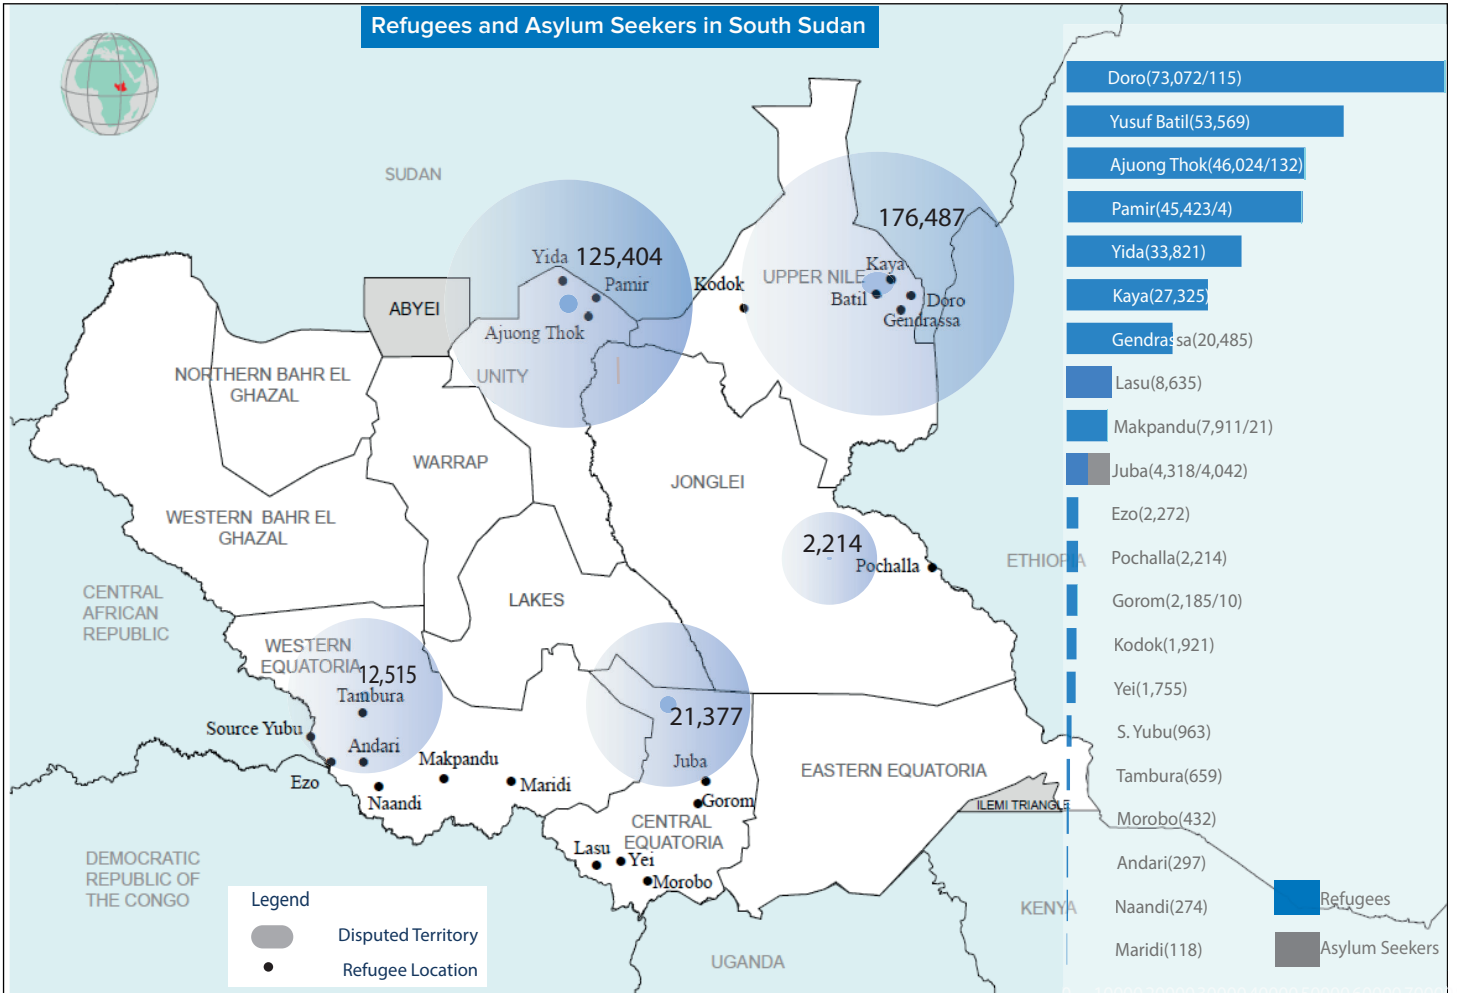 Refugees and Asylum Seekers in South Sudan
SUDAN
125,404
Yida
Pamir
Ajuong Thok
UNITY
ABYEI
Kodok
176,487
UPPER NILE
Kaya
Batil
Doro
Gendrassa
NORTHERN BAHR EL
GHAZAL
WARRAP
JONGLEI
WESTERN BAHR EL
GHAZAL
2,214
Pochalla
ETHIOPIA
CENTRAL
AFRICAN
REPUBLIC
LAKES
WESTERN
EQUATORIA
12,515
Tambura
Source Yubu
Andari
Ezo
Naandi
Makpandu
Maridi
21,377
Juba
Gorom
CENTRAL
EQUATORIA
Lasu
Yei
Morobo
EASTERN EQUATORIA
ILEMI TRIANGLE
DEMOCRATIC
REPUBLIC OF
THE CONGO
KENYA
UGANDA
Legend
Disputed Territory
Refugee Location
Doro(73,072/115)
Yusuf Batil(53,569)
Ajuong Thok(46,024/132)
Pamir(45,423/4)
Yida(33,821)
Kaya(27,325)
Gendrassa(20,485)
Lasu(8,635)
Makpandu(7,911/21)
Juba(4,318/4,042)
Ezo(2,272)
Pochalla(2,214)
Gorom(2,185/10)
Kodok(1,921)
Yei(1,755)
S. Yubu(963)
Tambura(659)
Morobo(432)
Andari(297)
Naandi(274)
Maridi(118)
Refugees
Asylum Seekers